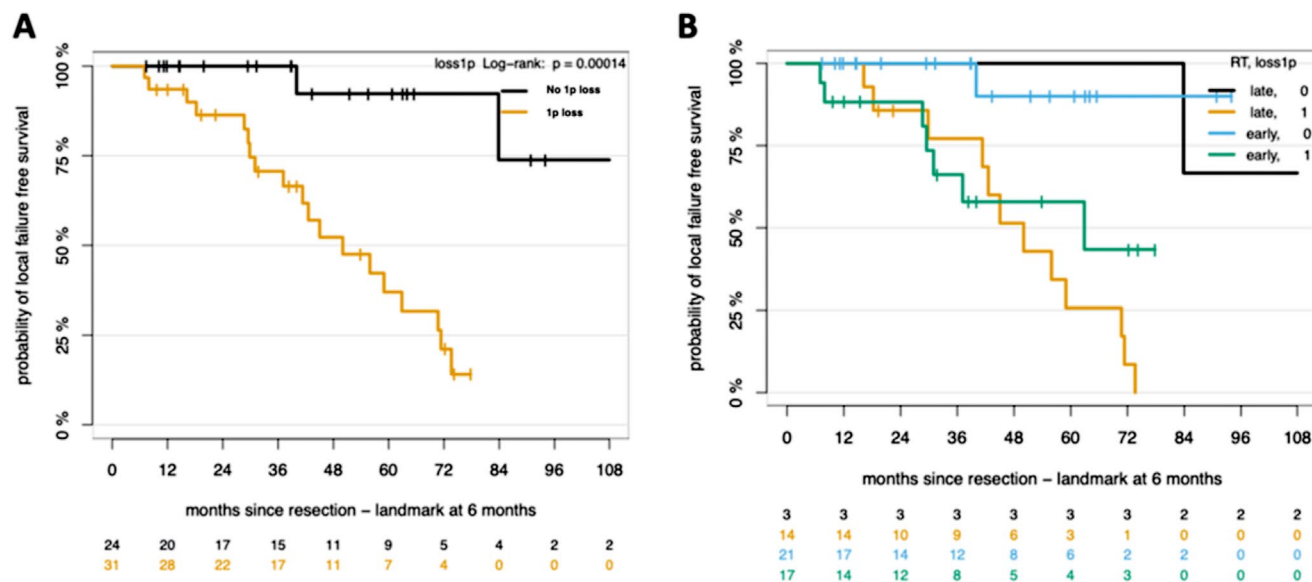 A
loss1p Log-rank: p = 0.00014
No 1p loss
1p loss
probability of local failure free survival
100 %
75 %
50 %
25 %
0 %
0 12 24 36 48 60 72 84 96 108
months since resection – landmark at 6 months
24 20 17 15 11 9 5 4 2 2
31 28 22 17 11 7 4 0 0 0
B
RT, loss1p
late, 0
late, 1
early, 0
early, 1
probability of local failure free survival
100 %
75 %
50 %
25 %
0 %
0 12 24 36 48 60 72 84 96 108
months since resection – landmark at 6 months
3 3 3 3 3 3 3 2 2 2
14 14 10 9 6 3 1 0 0 0
21 17 14 12 8 6 2 2 0 0
17 14 12 8 5 4 3 0 0 0